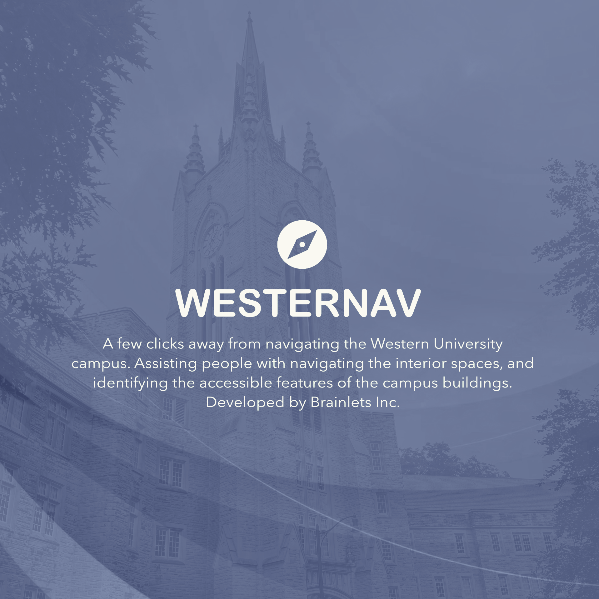 WESTERNAV
A few clicks away from navigating the Western University
campus. Assisting people with navigating the interior spaces, and
identifying the accessible features of the campus buildings.
Developed by Brainlets Inc.